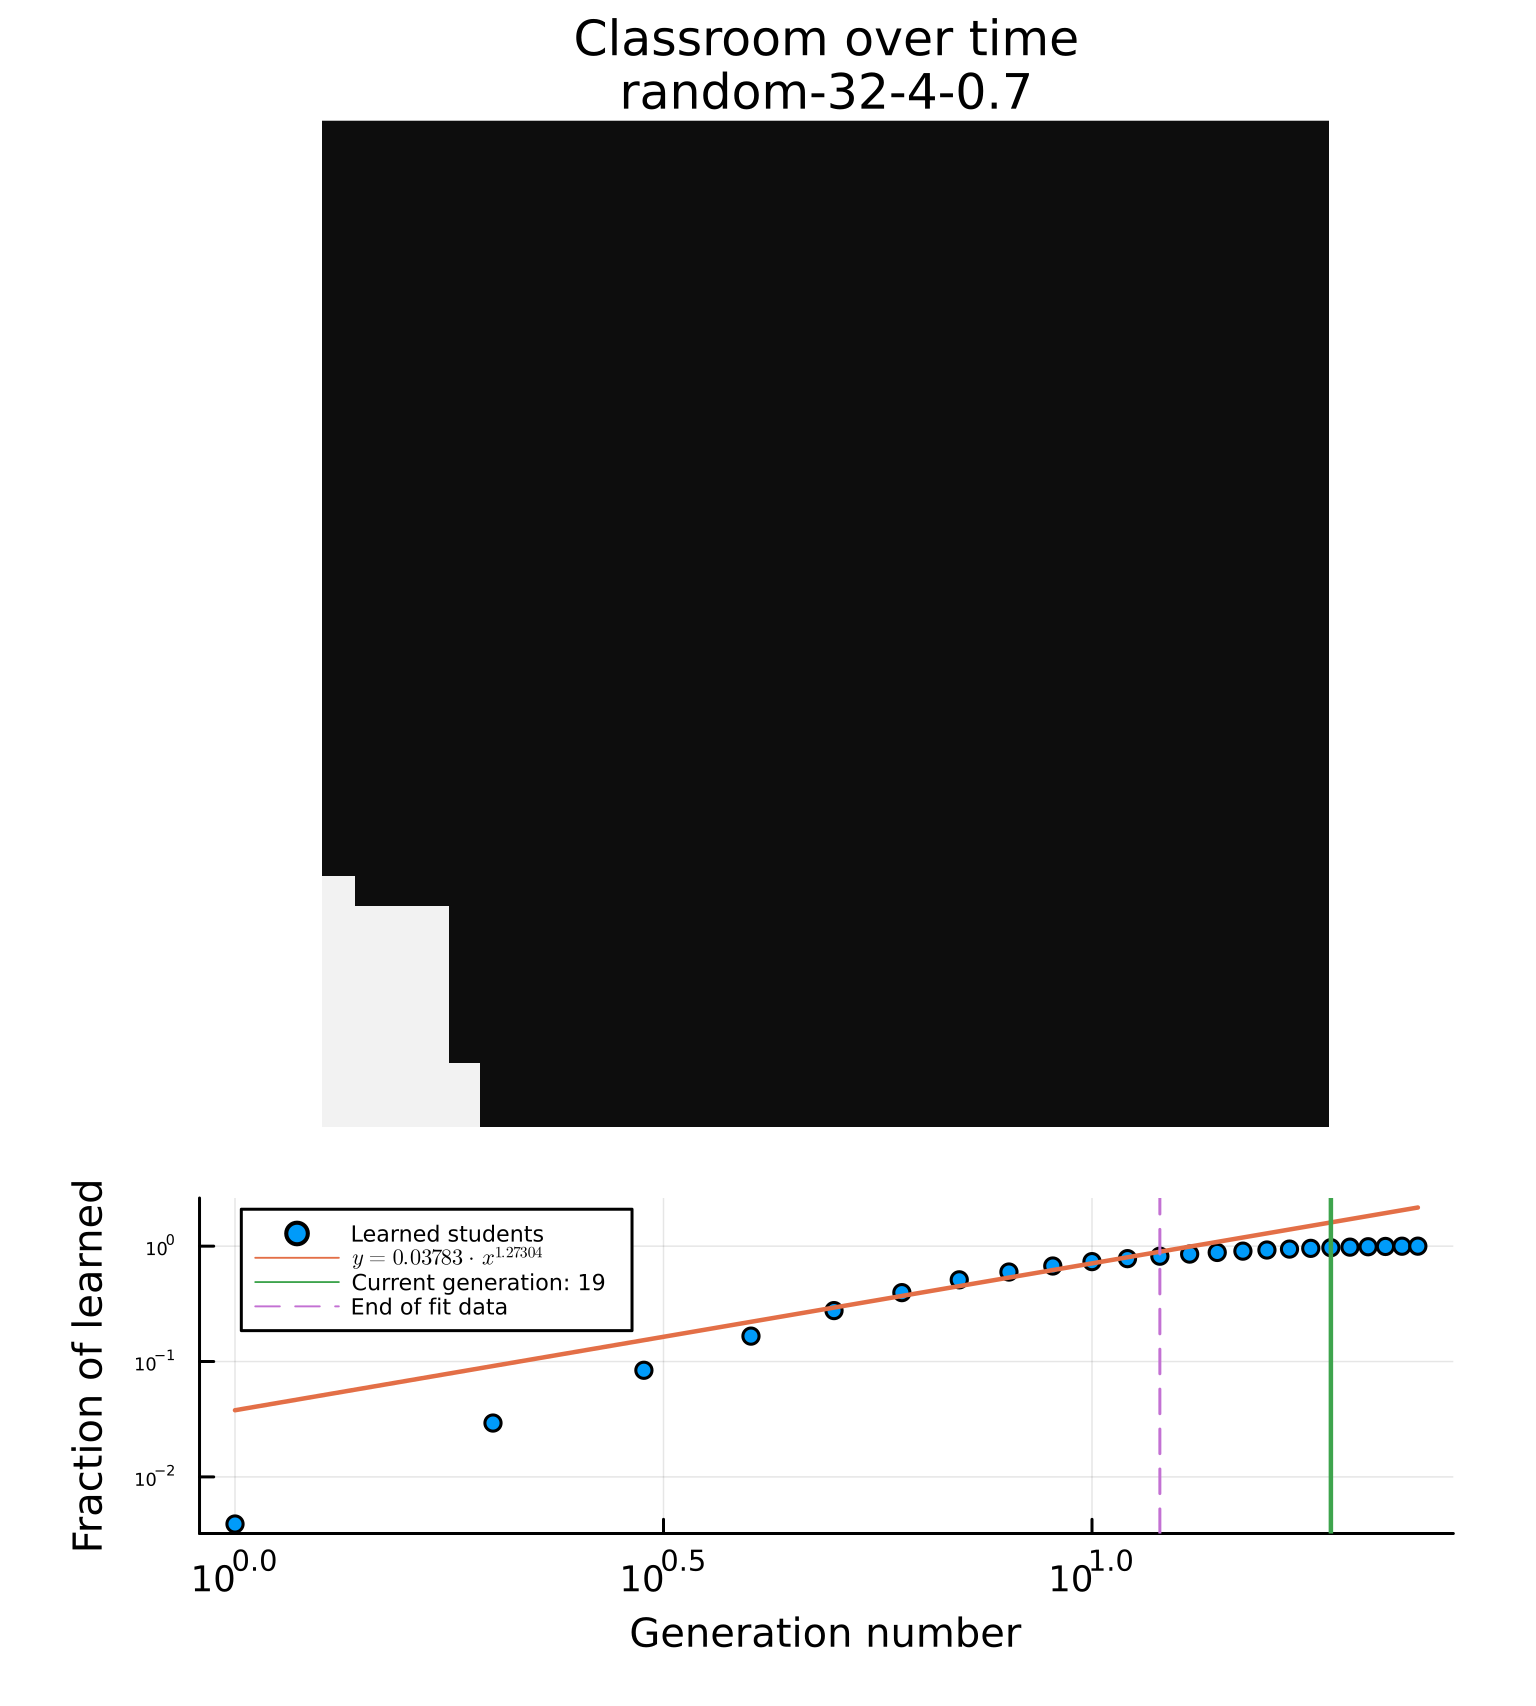 Classroom over time
random-32-4-0.7
Fraction of learned
10^0
10^-1
10^-2
Learned students
y = 0.03783 · x^1.27304
Current generation: 19
End of fit data
10^0.0
10^0.5
10^1.0
Generation number